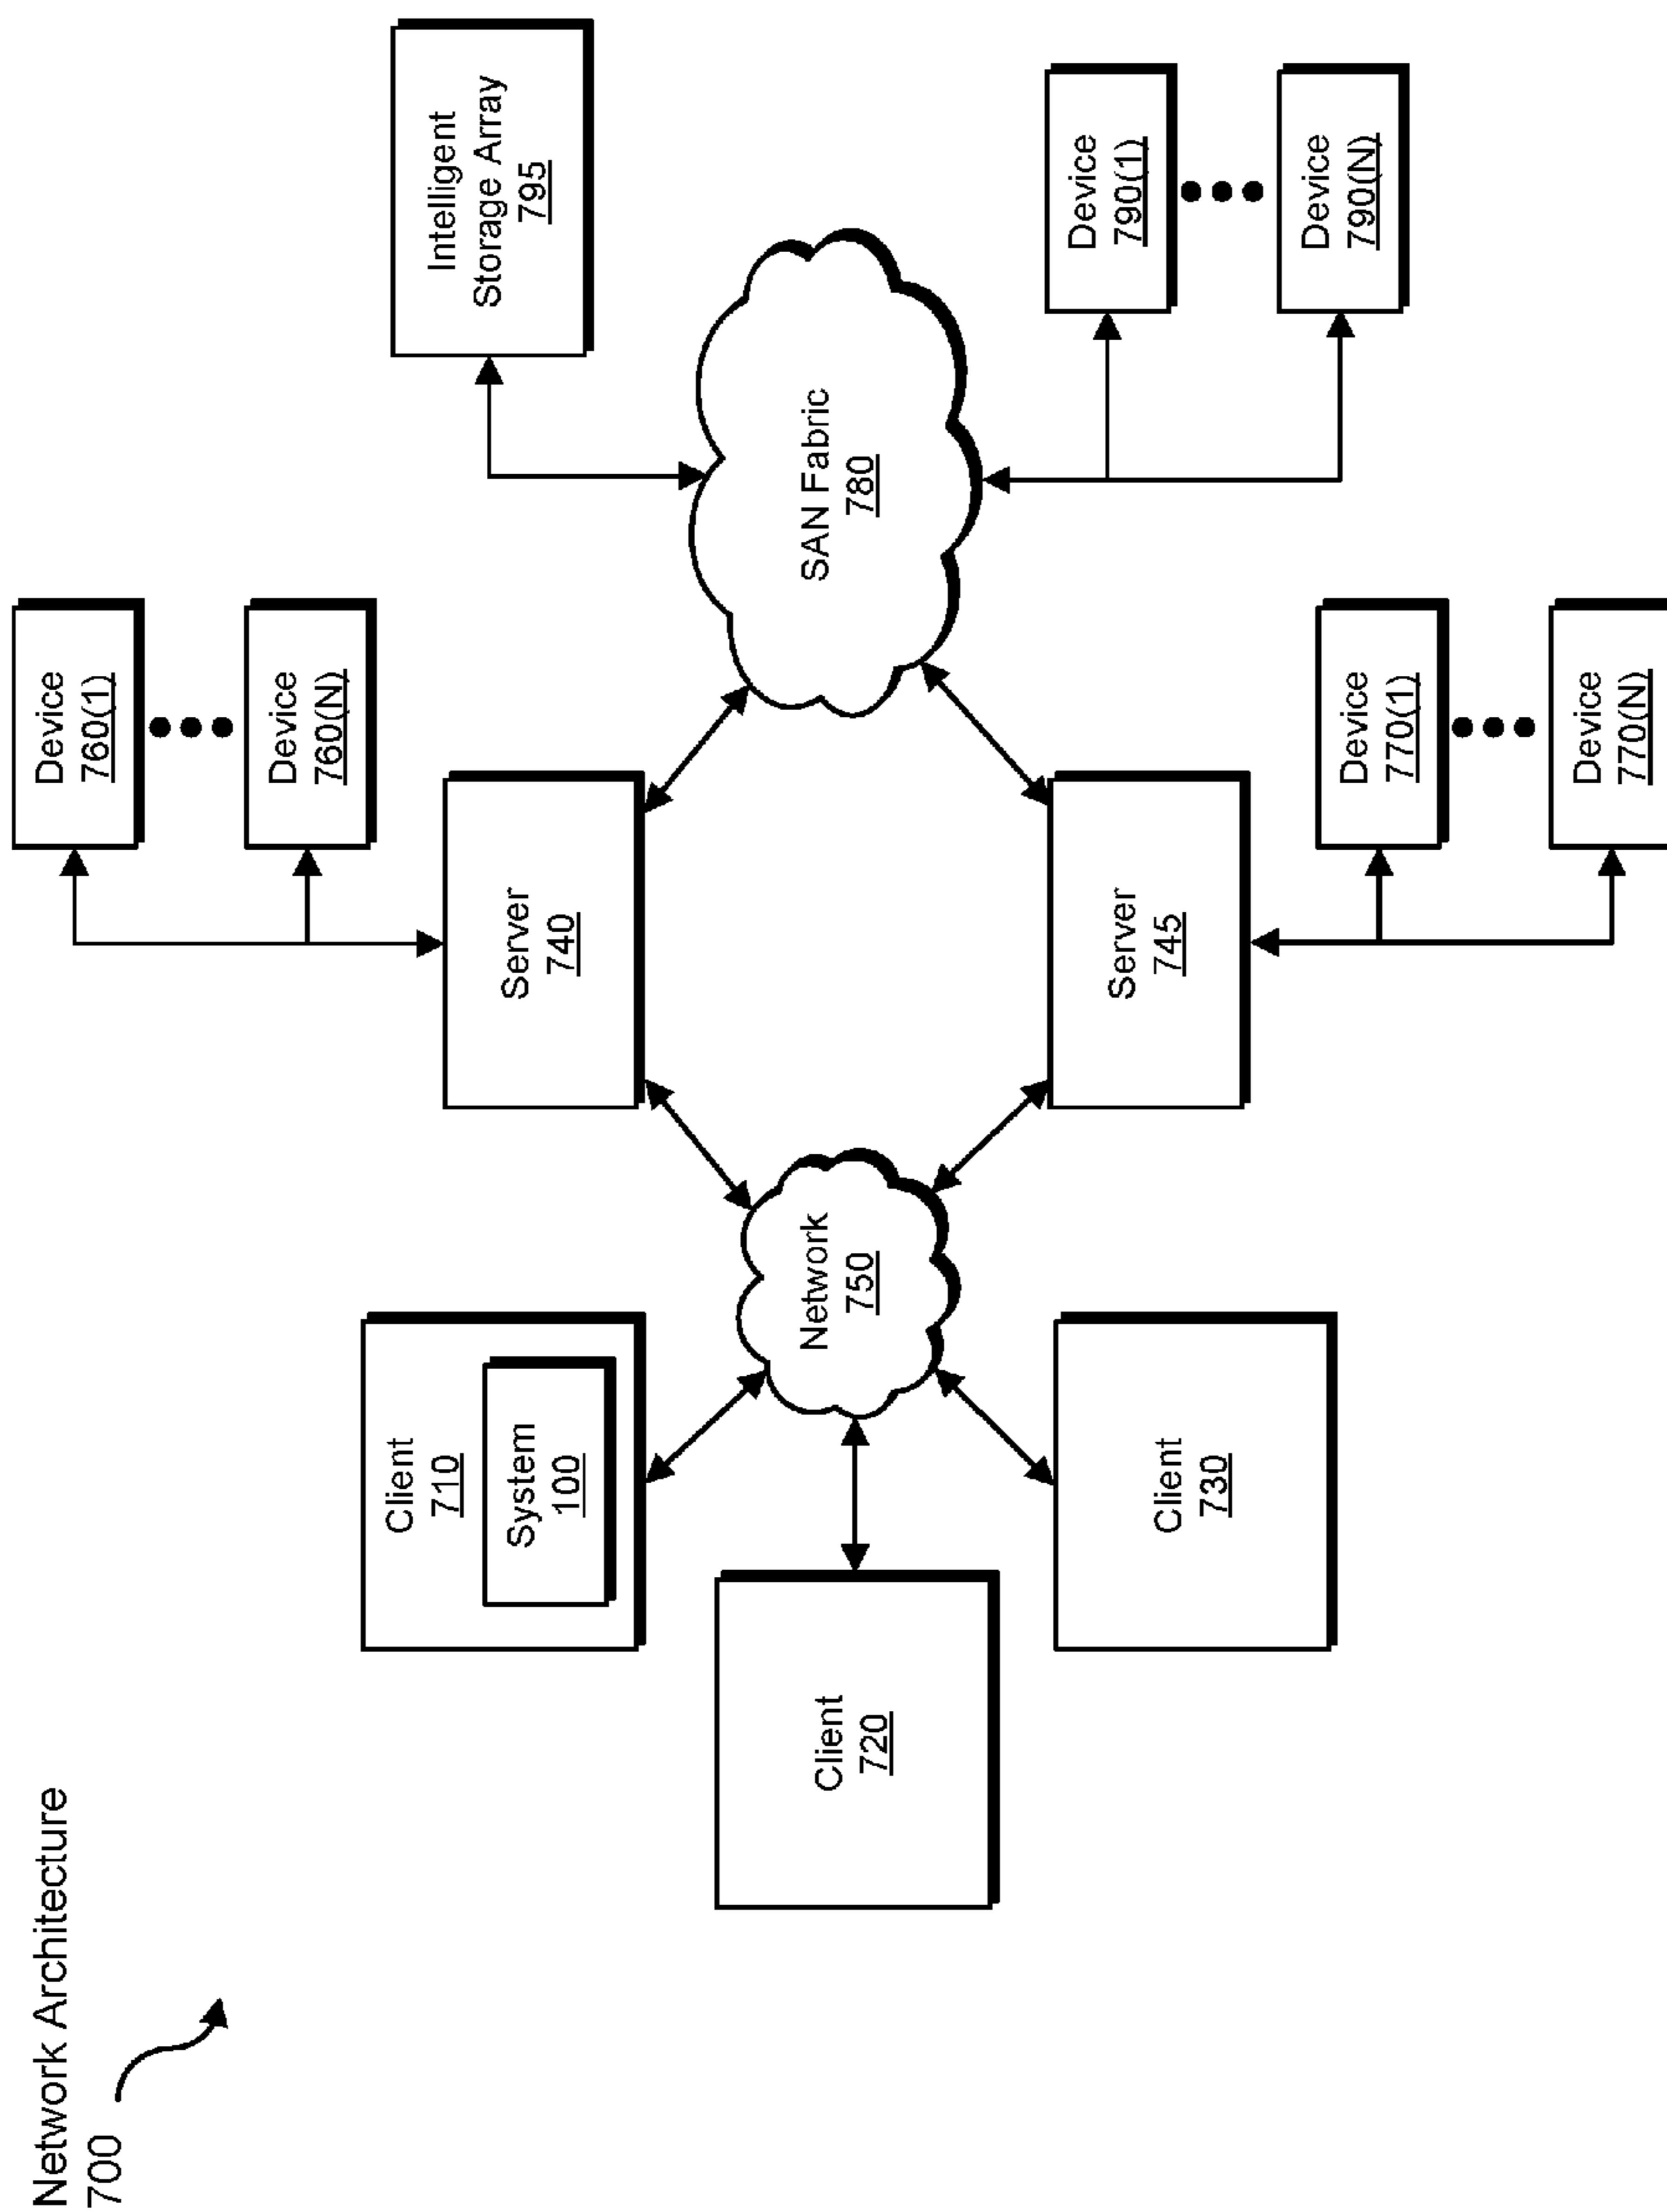 Network Architecture
700
Client
710
System
100
Client
720
Client
730
Network
750
Server
740
Server
745
Device
760(1)
Device
760(N)
Device
770(1)
Device
770(N)
SAN Fabric
780
Intelligent
Storage Array
795
Device
790(1)
Device
790(N)